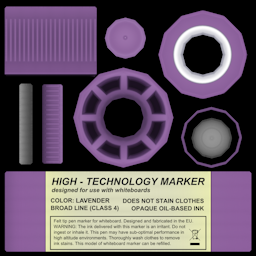 HIGH - TECHNOLOGY MARKER
designed for use with whiteboards
COLOR: LAVENDER DOES NOT STAIN CLOTHES
BROAD LINE (CLASS 4) OPAQUE OIL-BASED INK
Felt tip pen marker for whiteboard. Designed and fabricated in the EU.
WARNING: The ink delivered with this marker is an irritant. Do not
ingest or inhale it. This pen may have sub-optimal performance in
high altitude environments. Thoroughly wash clothes to remove
ink stains. This model of whiteboard marker can be refilled.